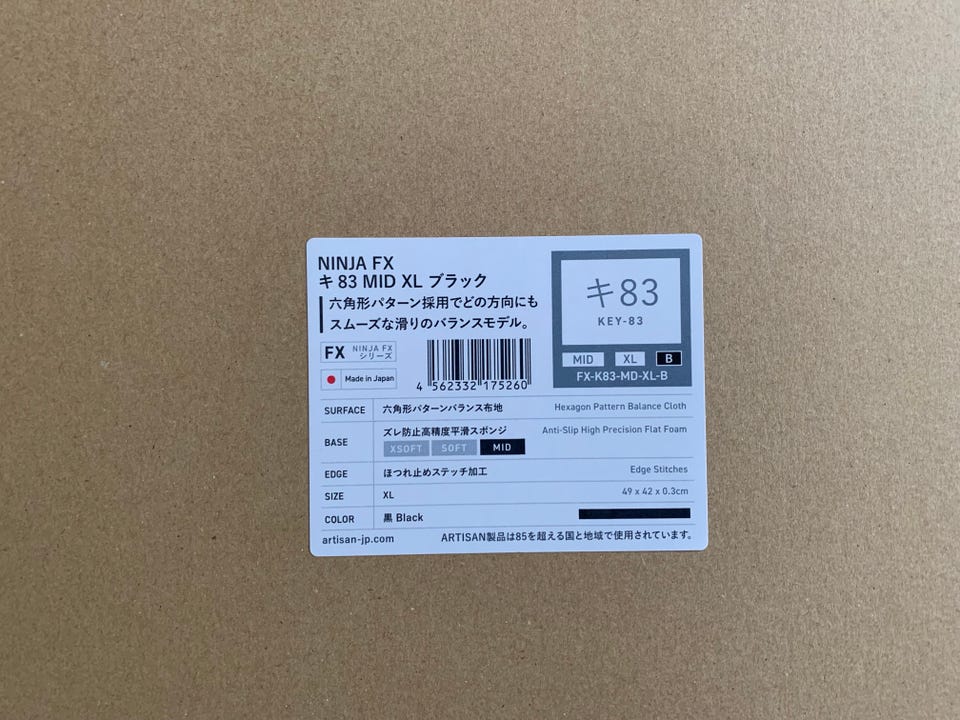 NINJA FX
キ83 MID XL ブラック
六角形パターン採用でどの方向にも
スムーズな滑りのバランスモデル。
FX NINJA FX シリーズ
Made in Japan
4 562332 175260
キ83
KEY-83
MID XL B
FX-K83-MD-XL-B
SURFACE 六角形パターンバランス布地 Hexagon Pattern Balance Cloth
BASE ズレ防止高精度平滑スポンジ Anti-Slip High Precision Flat Foam
XSOFT SOFT MID
EDGE ほつれ止めステッチ加工 Edge Stitches
SIZE XL 49 x 42 x 0.3cm
COLOR 黒 Black
artisan-jp.com ARTISAN製品は85を超える国と地域で使用されています。